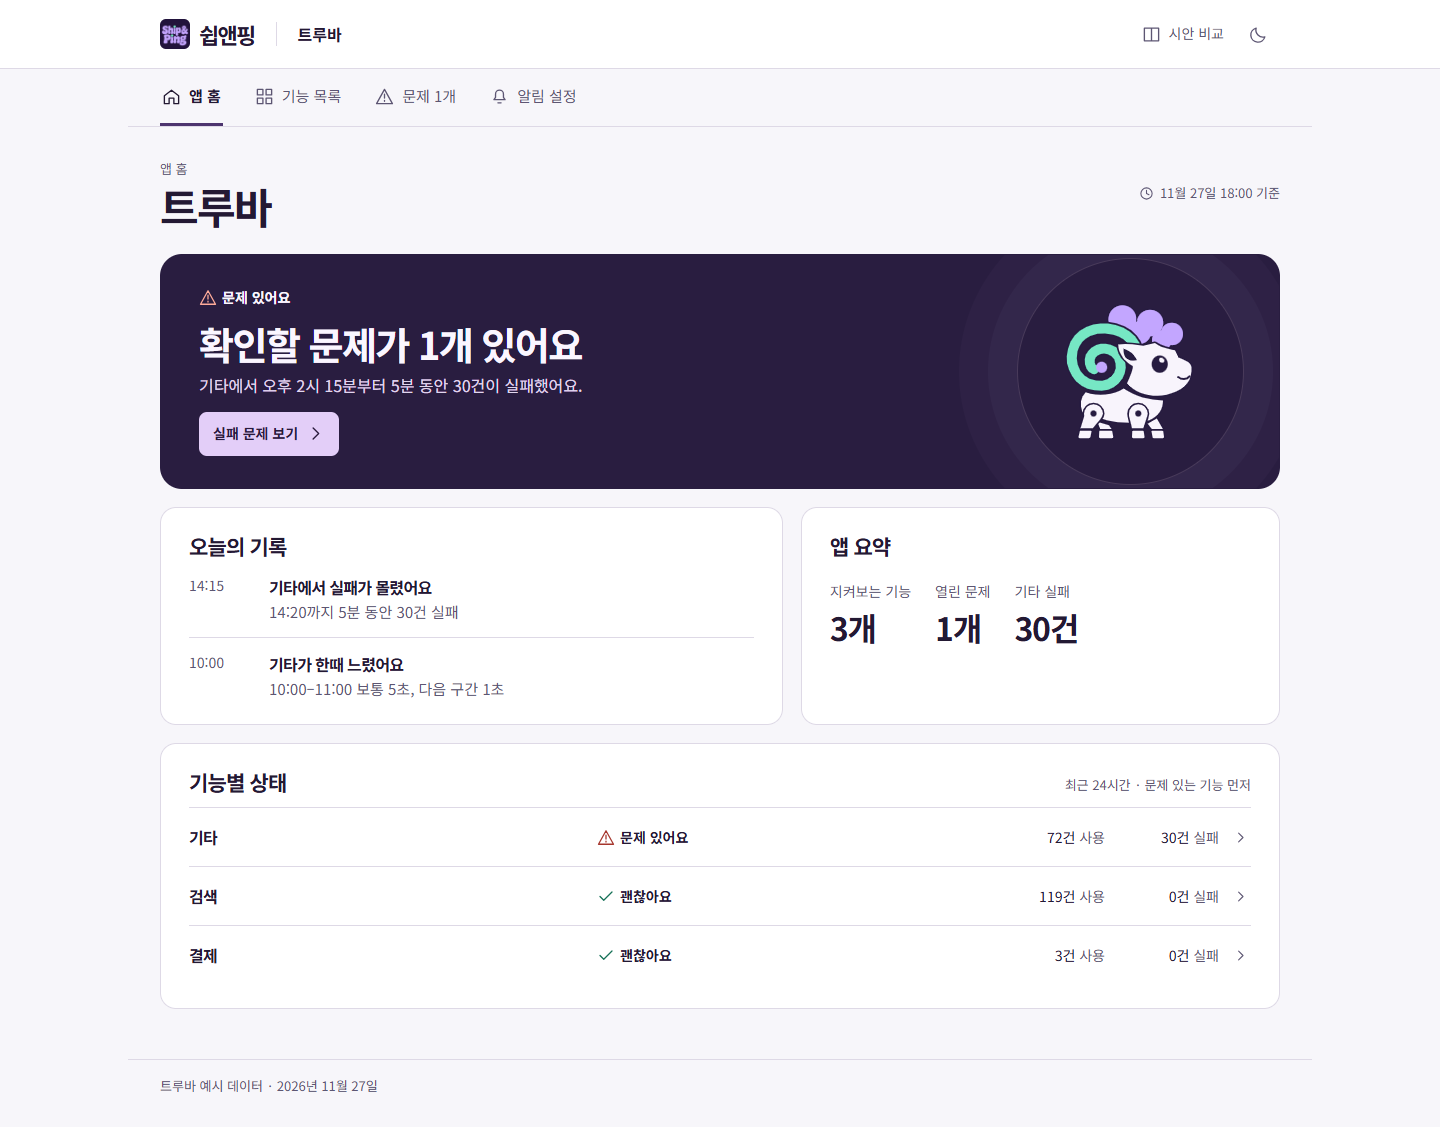 Ship& Ping
쉽앤핑
트루바
시안 비교
앱 홈
기능 목록
문제 1개
알림 설정
앱 홈
트루바
11월 27일 18:00 기준
문제 있어요
확인할 문제가 1개 있어요
기타에서 오후 2시 15분부터 5분 동안 30건이 실패했어요.
실패 문제 보기
오늘의 기록
14:15
기타에서 실패가 몰렸어요
14:20까지 5분 동안 30건 실패
10:00
기타가 한때 느렸어요
10:00–11:00 보통 5초, 다음 구간 1초
앱 요약
지켜보는 기능
열린 문제
기타 실패
3개
1개
30건
기능별 상태
최근 24시간 · 문제 있는 기능 먼저
기타
문제 있어요
72건 사용
30건 실패
검색
괜찮아요
119건 사용
0건 실패
결제
괜찮아요
3건 사용
0건 실패
트루바 예시 데이터 · 2026년 11월 27일